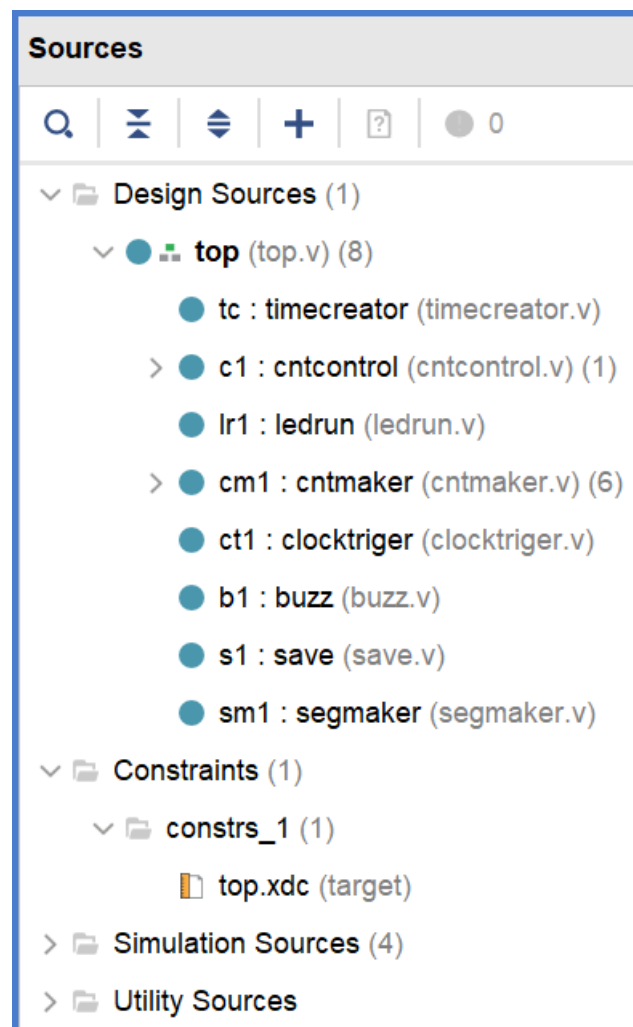 Sources
0
Design Sources (1)
top (top.v) (8)
tc : timecreator (timecreator.v)
c1 : cntcontrol (cntcontrol.v) (1)
lr1 : ledrun (ledrun.v)
cm1 : cntmaker (cntmaker.v) (6)
ct1 : clocktriger (clocktriger.v)
b1 : buzz (buzz.v)
s1 : save (save.v)
sm1 : segmaker (segmaker.v)
Constraints (1)
constrs_1 (1)
top.xdc (target)
Simulation Sources (4)
Utility Sources